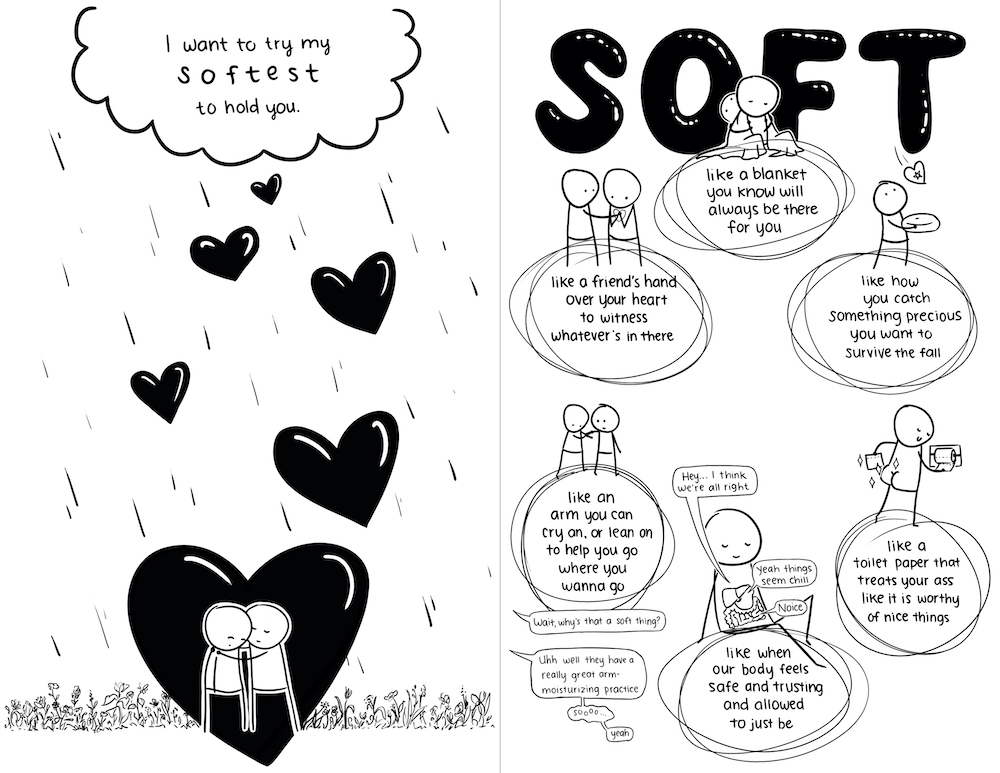 I want to try my
softest
to hold you.
SOFT
like a blanket
you know will
always be there
for you
like a friend's hand
over your heart
to witness
whatever's in there
like how
you catch
something precious
you want to
survive the fall
like an
arm you can
cry an, or lean on
to help you go
where you
wanna go
Wait, why's that a soft thing?
Uhh well they have a
really great arm-
moisturizing practice
soooo...
yeah
Hey... I think
we're all right
Yeah things
seem chill
Noice
like when
our body feels
safe and trusting
and allowed
to just be
like a
toilet paper that
treats your ass
like it is worthy
of nice things